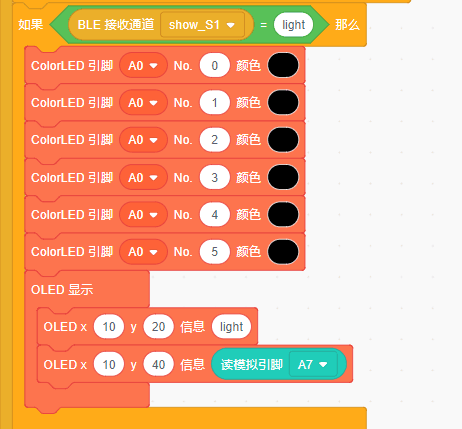 如果 BLE 接收通道 show_S1 = light 那么
ColorLED 引脚 A0 No. 0 颜色
ColorLED 引脚 A0 No. 1 颜色
ColorLED 引脚 A0 No. 2 颜色
ColorLED 引脚 A0 No. 3 颜色
ColorLED 引脚 A0 No. 4 颜色
ColorLED 引脚 A0 No. 5 颜色
OLED 显示
OLED x 10 y 20 信息 light
OLED x 10 y 40 信息 读模拟引脚 A7